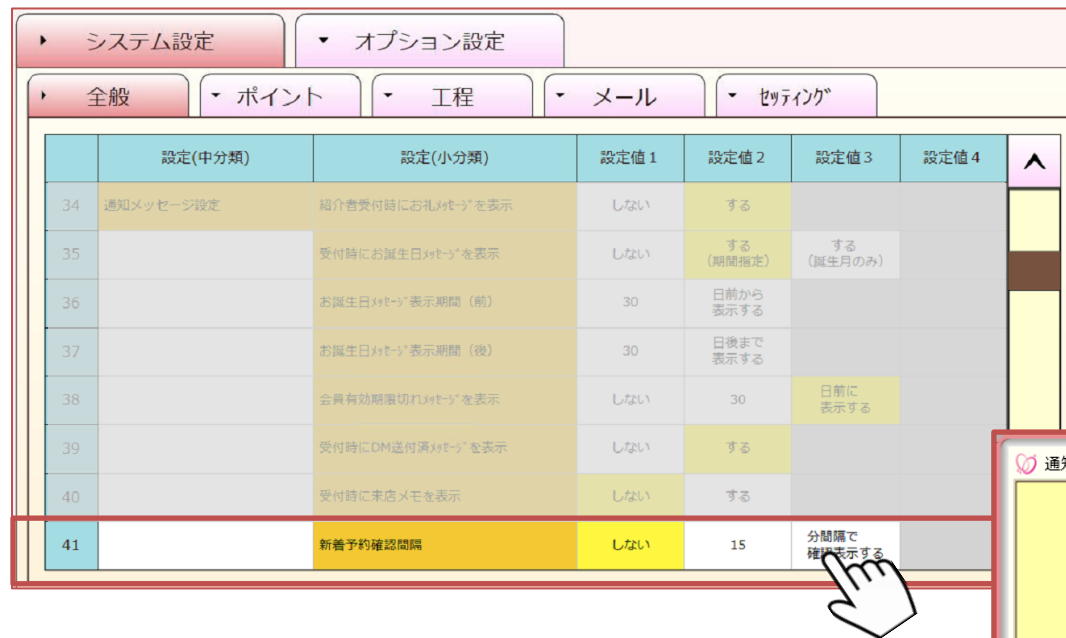 システム設定 オプション設定
全般 ポイント 工程 メール ｾｯﾃｨﾝｸﾞ
設定(中分類) 設定(小分類) 設定値1 設定値2 設定値3 設定値4
34 通知メッセージ設定 紹介者受付時にお礼ﾒｯｾｰｼﾞを表示 しない する
35 受付時にお誕生日ﾒｯｾｰｼﾞを表示 しない する
（期間指定） する
（誕生月のみ）
36 お誕生日ﾒｯｾｰｼﾞ表示期間（前） 30 日前から
表示する
37 お誕生日ﾒｯｾｰｼﾞ表示期間（後） 30 日後まで
表示する
38 会員有効期限切れﾒｯｾｰｼﾞを表示 しない 30 日前に
表示する
39 受付時にDM送付済ﾒｯｾｰｼﾞを表示 しない する
40 受付時に来店メモを表示 しない する
41 新着予約確認間隔 しない 15 分間隔で
確認表示する
通知